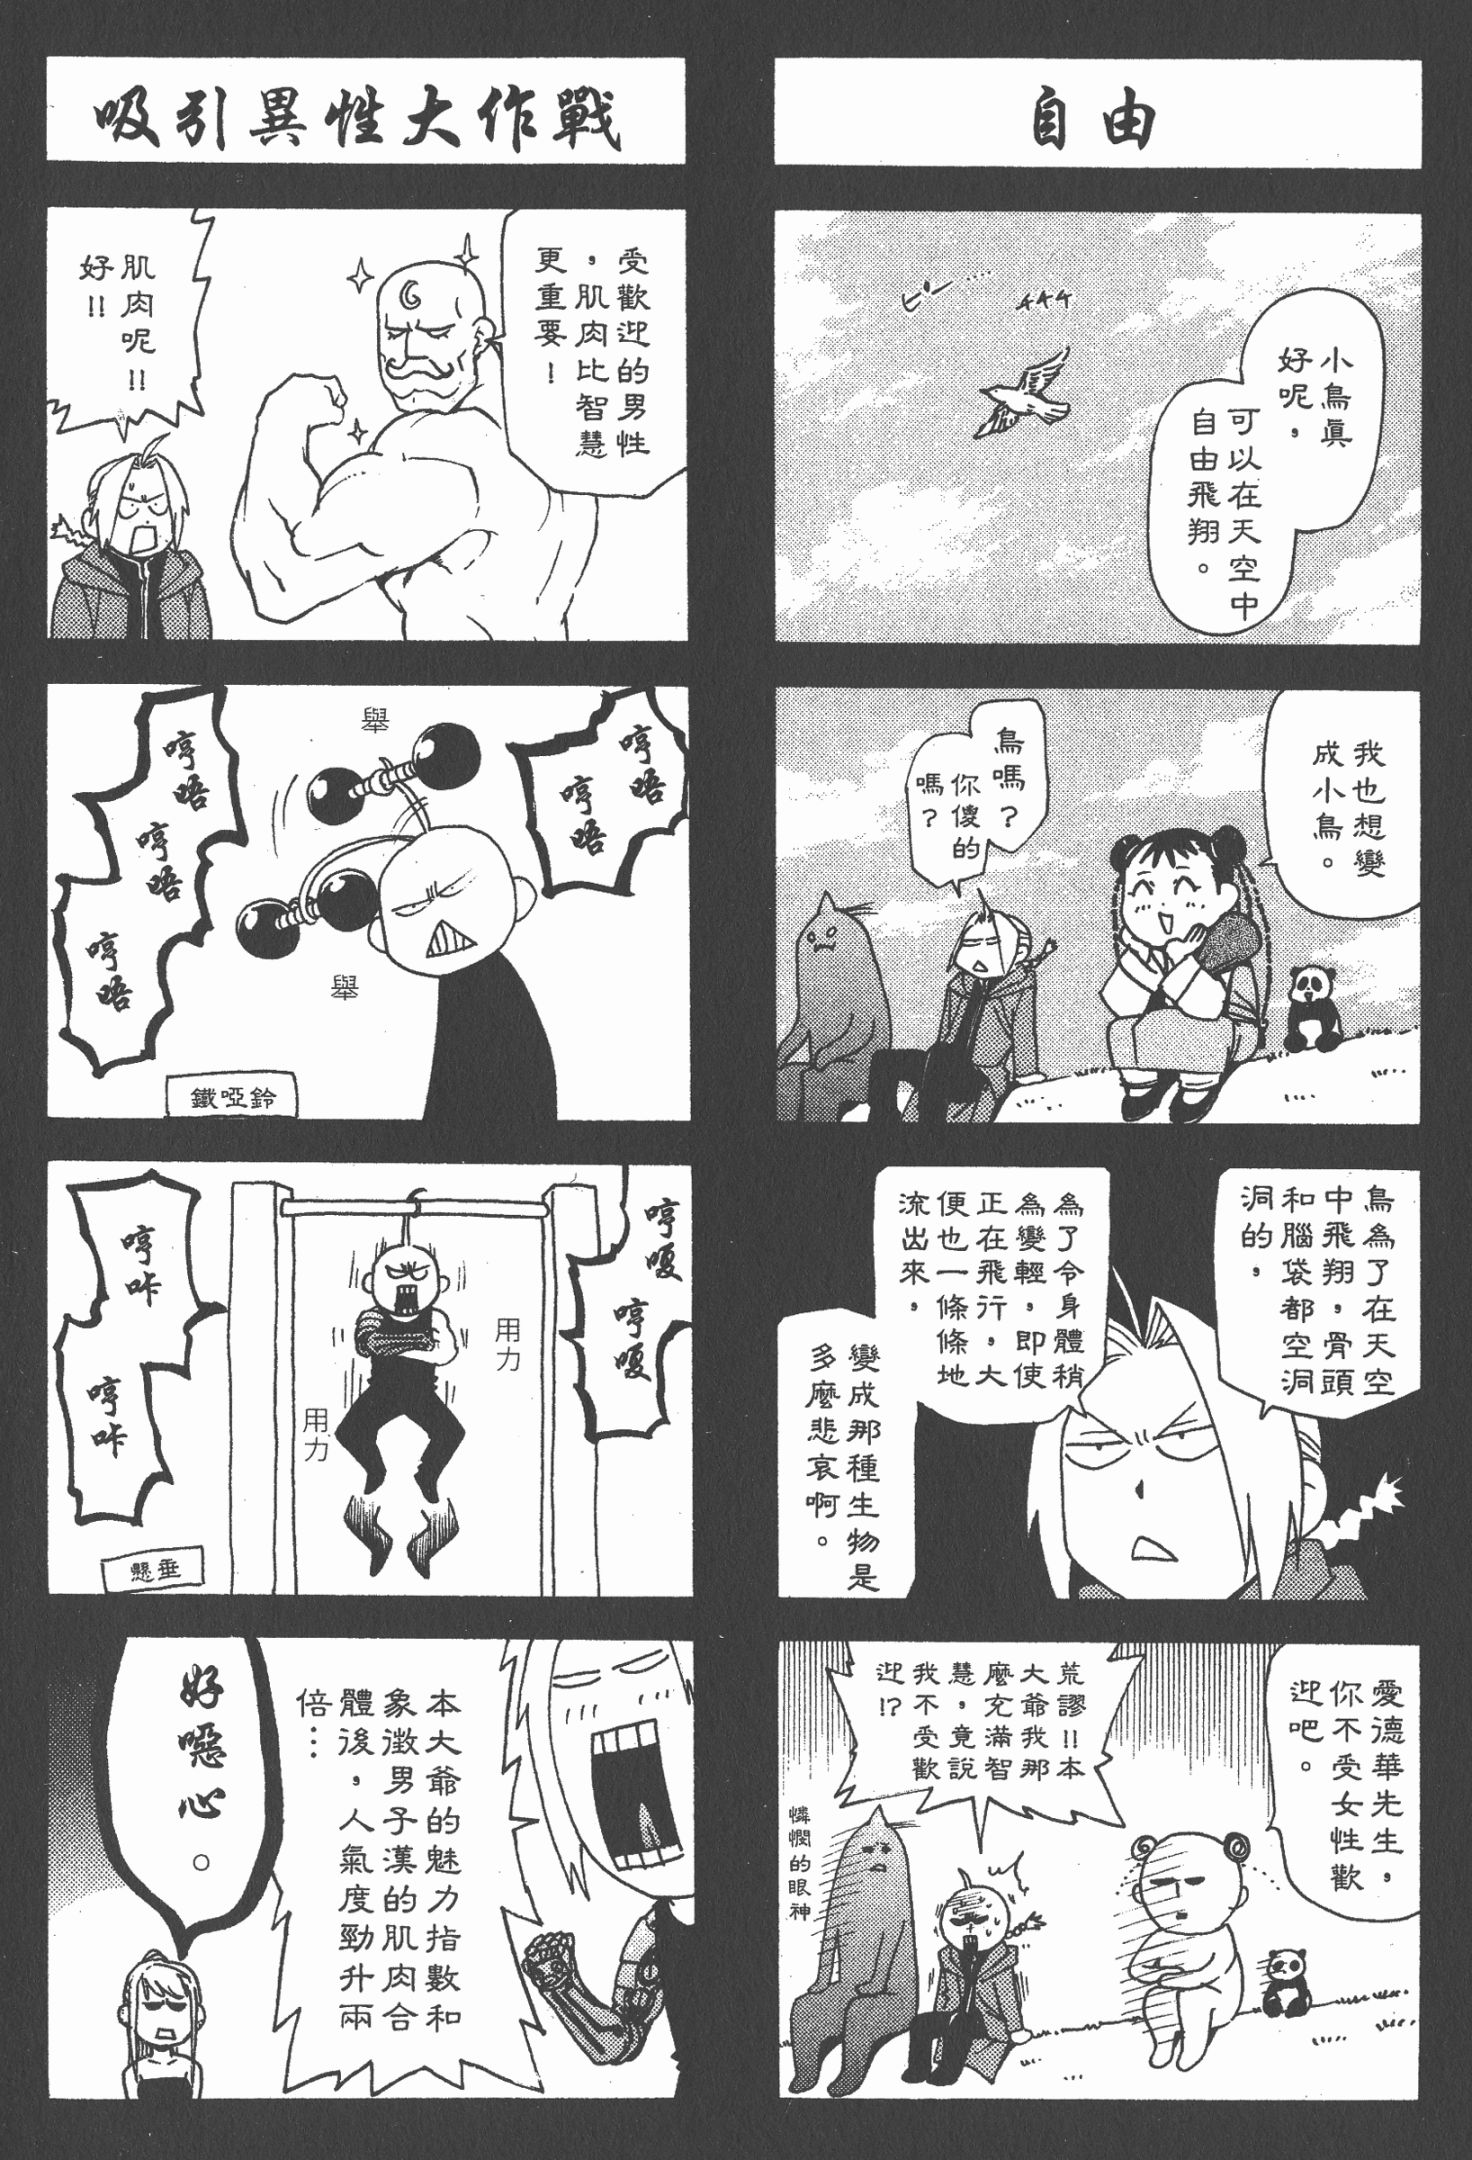 自由
ピー……
チチチ
小鳥真
好呢，
可以在天空中
自由飛翔。
我也想變
成小鳥。
鳥嗎？
你傻的
嗎？
鳥為了在天空
中飛翔，骨頭
和腦袋都空洞
洞的，
為了令身體稍
為變輕，即使
正在飛行，大
便也一條條地
流出來，
變成那種生物是
多麼悲哀啊。
愛德華先生，
你不受女性歡
迎吧。
荒謬!!本
大爺我那
麼充滿智
慧，竟說
我不受歡
迎!?
憐憫的眼神
吸引異性大作戰
受歡迎的男性
，肌肉比智慧
更重要！
肌肉呢!!
好!!
哼唔
哼唔
舉
舉
哼唔
哼唔
哼唔
鐵啞鈴
哼嗄
哼嗄
用力
用力
哼咔
哼咔
懸垂
本大爺的魅力指數和
象徵男子漢的肌肉合
體後，人氣度勁升兩
倍…
好噁心。